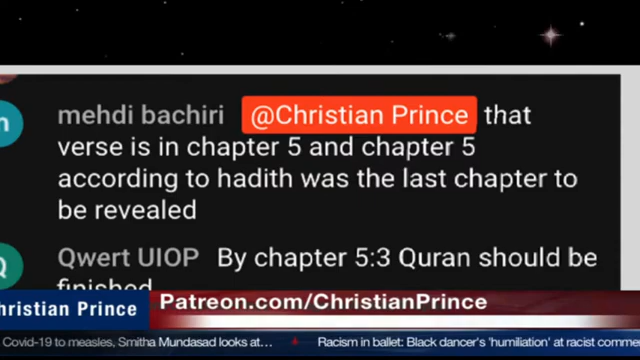 mehdi bachiri @Christian Prince that
verse is in chapter 5 and chapter 5
according to hadith was the last chapter to
be revealed
Qwert UIOP By chapter 5:3 Quran should be
finished
hristian Prince
Patreon.com/ChristianPrince
Covid-19 to measles, Smitha Mundasad looks at... Racism in ballet: Black dancer's 'humiliation' at racist comme